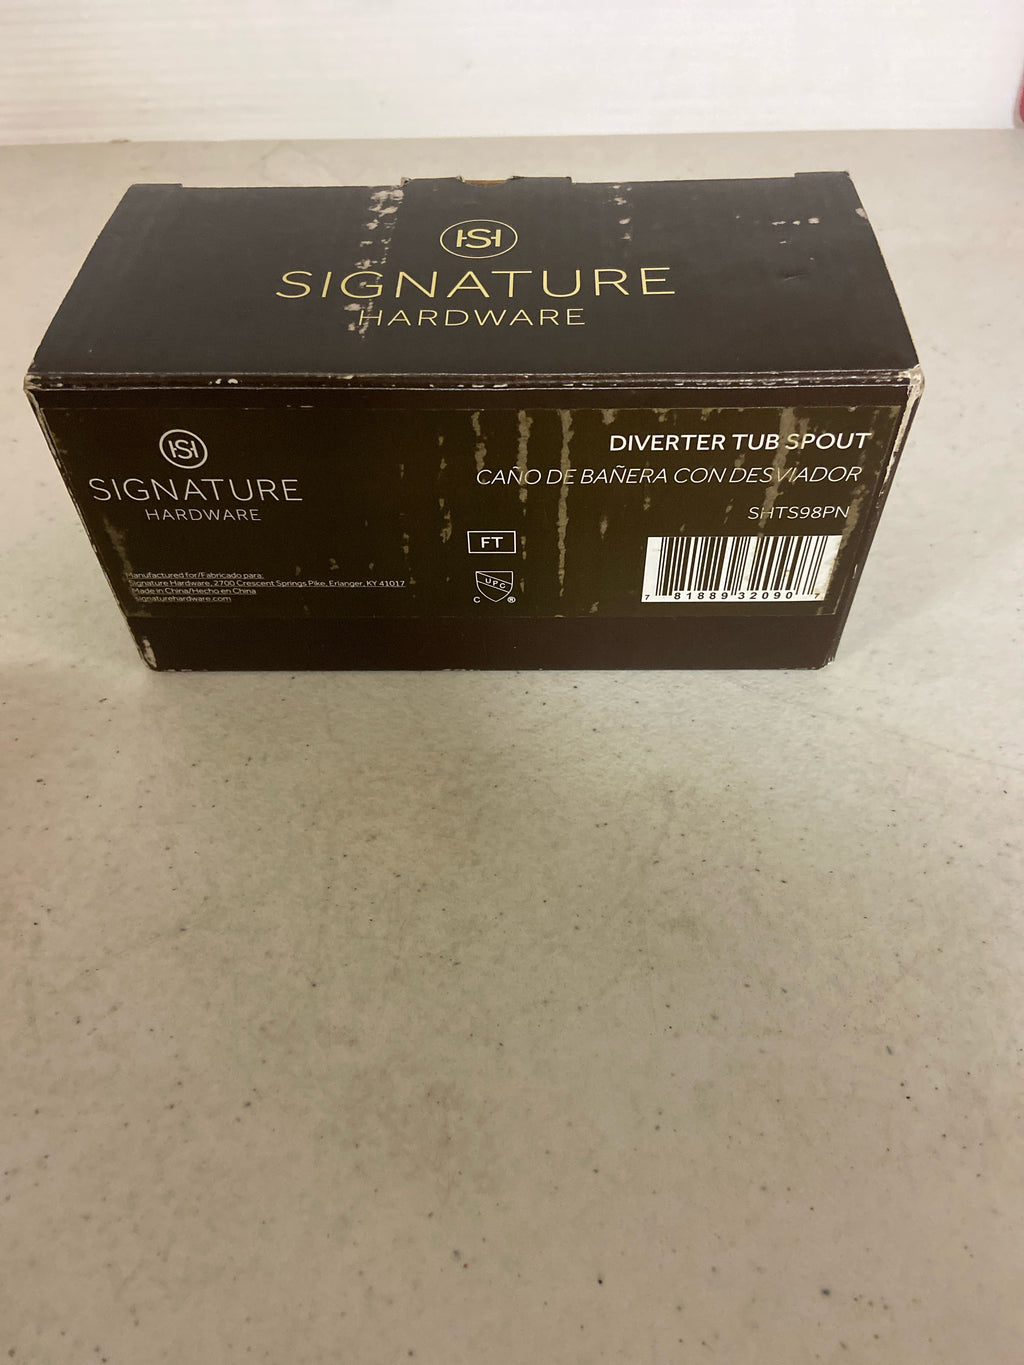 SH
SIGNATURE
HARDWARE
SH
SIGNATURE
HARDWARE
DIVERTER TUB SPOUT
CAÑO DE BAÑERA CON DESVIADOR
SHTS98PN
FT
UPC
C ®
Manufactured for/Fabricado para:
Signature Hardware, 2700 Crescent Springs Pike, Erlanger, KY 41017
Made in China/Hecho en China
signaturehardware.com
7 81889 32090 7